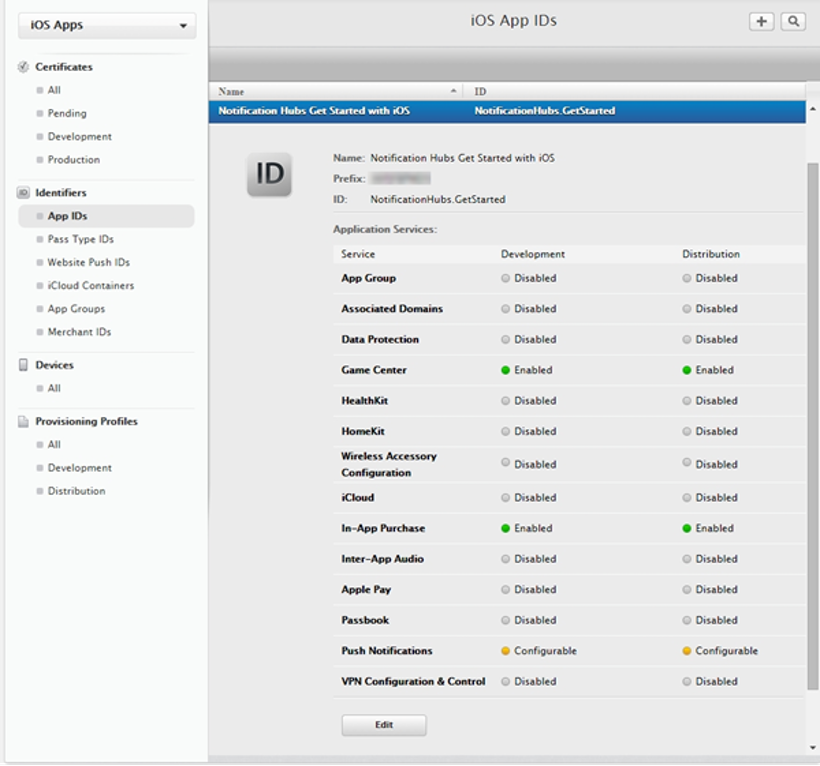 iOS Apps
iOS App IDs
Certificates
All
Pending
Development
Production
Identifiers
App IDs
Pass Type IDs
Website Push IDs
iCloud Containers
App Groups
Merchant IDs
Devices
All
Provisioning Profiles
All
Development
Distribution
Name ID
Notification Hubs Get Started with iOS NotificationHubs.GetStarted
ID
Name: Notification Hubs Get Started with iOS
Prefix:
ID: NotificationHubs.GetStarted
Application Services:
Service Development Distribution
App Group Disabled Disabled
Associated Domains Disabled Disabled
Data Protection Disabled Disabled
Game Center Enabled Enabled
HealthKit Disabled Disabled
HomeKit Disabled Disabled
Wireless Accessory
Configuration Disabled Disabled
iCloud Disabled Disabled
In-App Purchase Enabled Enabled
Inter-App Audio Disabled Disabled
Apple Pay Disabled Disabled
Passbook Disabled Disabled
Push Notifications Configurable Configurable
VPN Configuration & Control Disabled Disabled
Edit